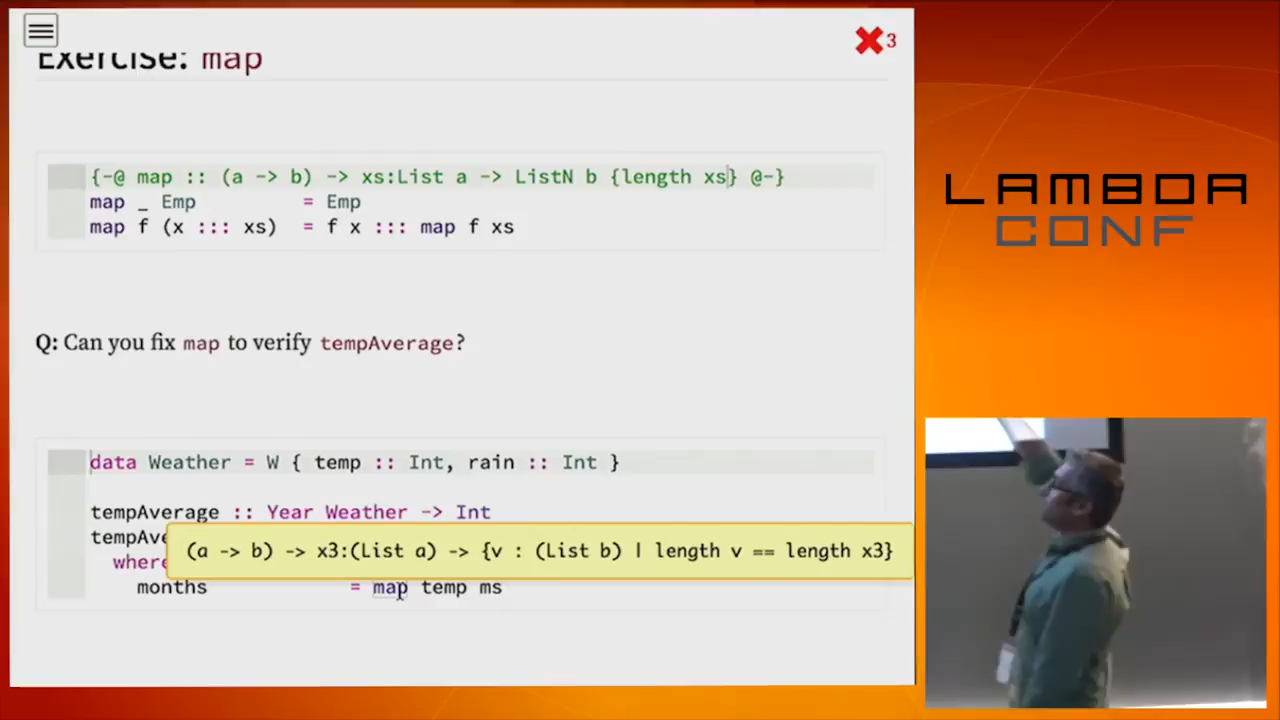 Exercise: map
3
{-@ map :: (a -> b) -> xs:List a -> ListN b {length xs} @-}
map _ Emp = Emp
map f (x ::: xs) = f x ::: map f xs
Q: Can you fix map to verify tempAverage?
data Weather = W { temp :: Int, rain :: Int }
tempAverage :: Year Weather -> Int
tempAve
(a -> b) -> x3:(List a) -> {v : (List b) | length v == length x3}
where
months = map temp ms
LAMBDA
CONF